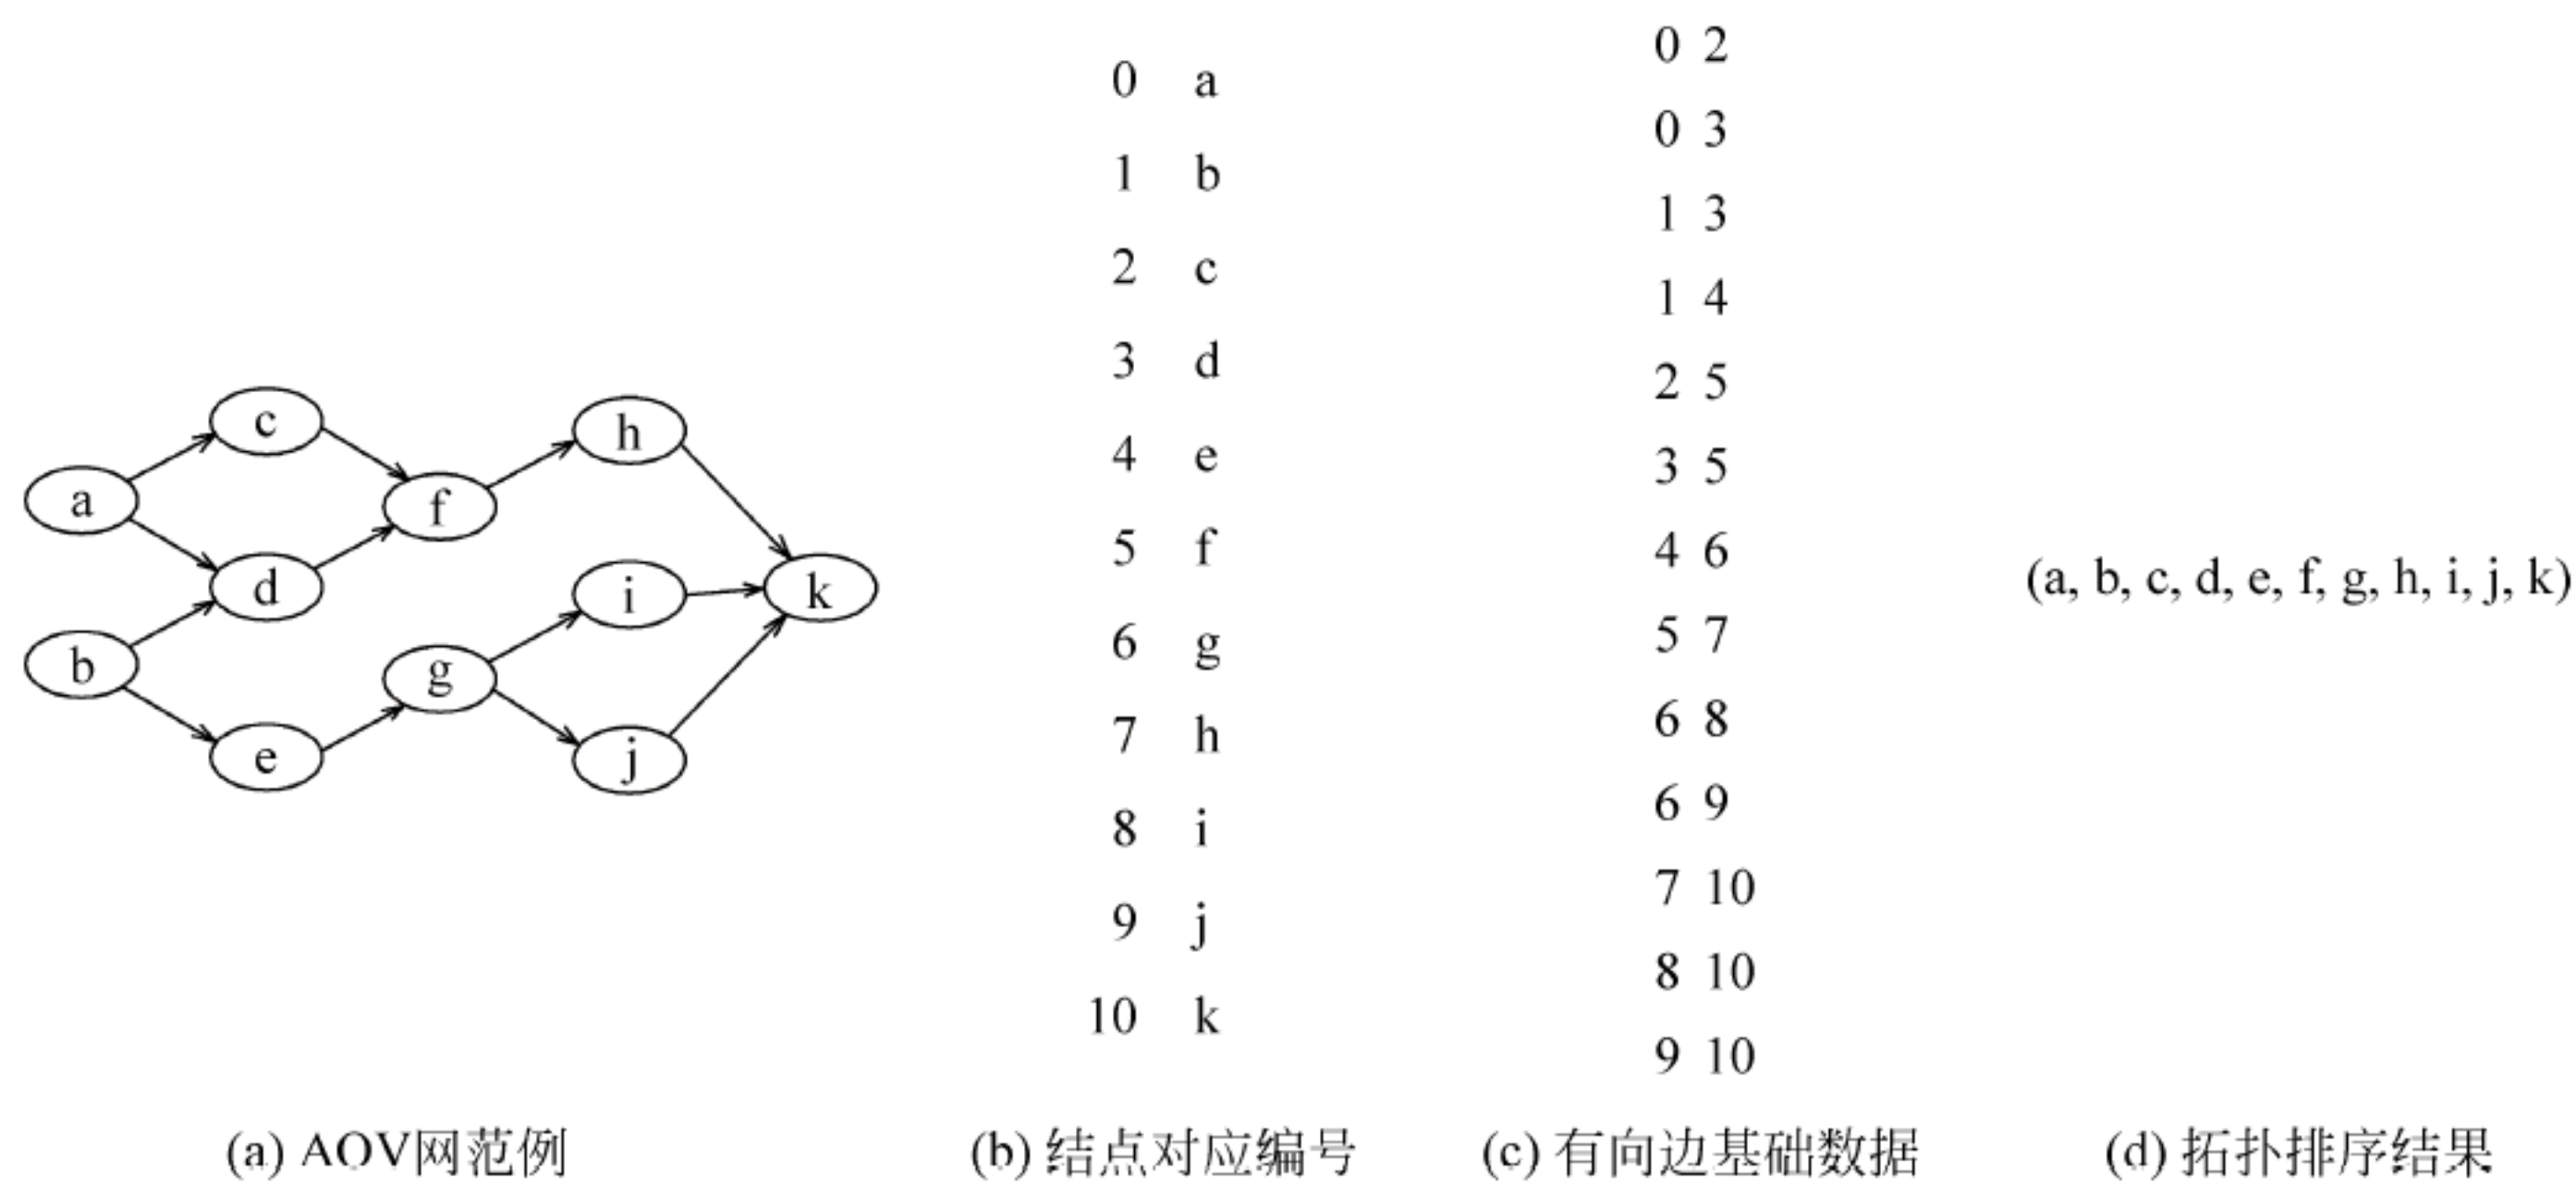 a
b
c
d
e
f
g
h
i
j
k
0 a
1 b
2 c
3 d
4 e
5 f
6 g
7 h
8 i
9 j
10 k
0 2
0 3
1 3
1 4
2 5
3 5
4 6
5 7
6 8
6 9
7 10
8 10
9 10
(a, b, c, d, e, f, g, h, i, j, k)
(a) AOV网范例
(b) 结点对应编号
(c) 有向边基础数据
(d) 拓扑排序结果